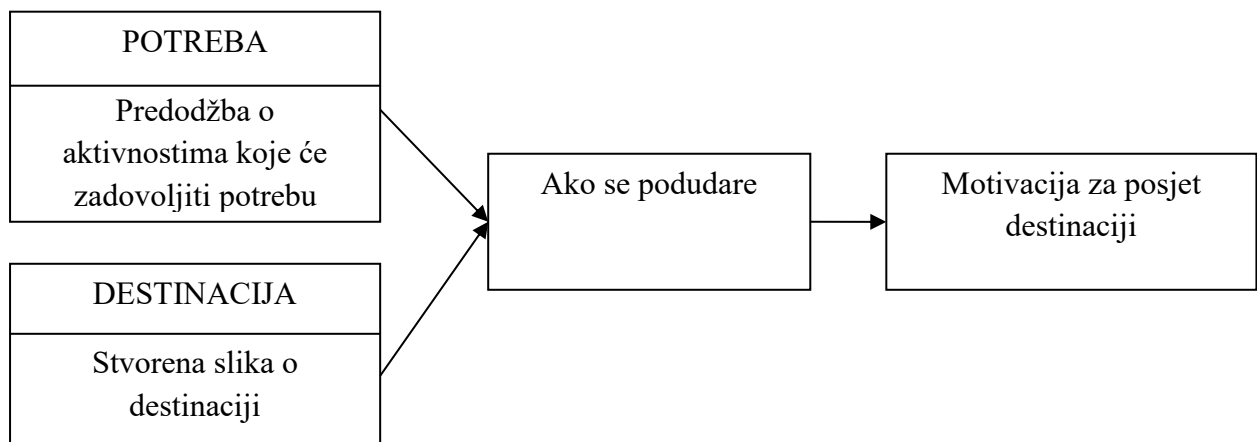 POTREBA
Predodžba o
aktivnostima koje će
zadovoljiti potrebu
DESTINACIJA
Stvorena slika o
destinaciji
Ako se podudare
Motivacija za posjet
destinaciji